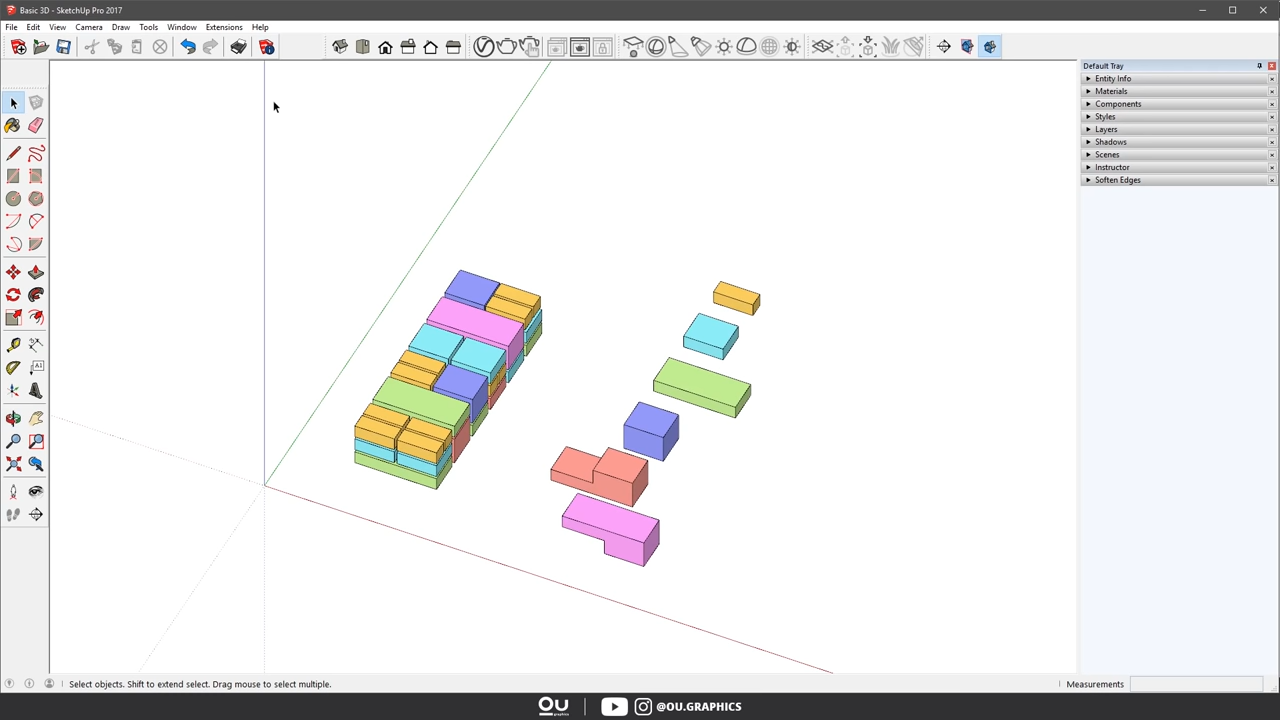 Basic 3D - SketchUp Pro 2017
File Edit View Camera Draw Tools Window Extensions Help
Default Tray
Entity Info
Materials
Components
Styles
Layers
Shadows
Scenes
Instructor
Soften Edges
Select objects. Shift to extend select. Drag mouse to select multiple.
Measurements
OU graphics @OU.GRAPHICS